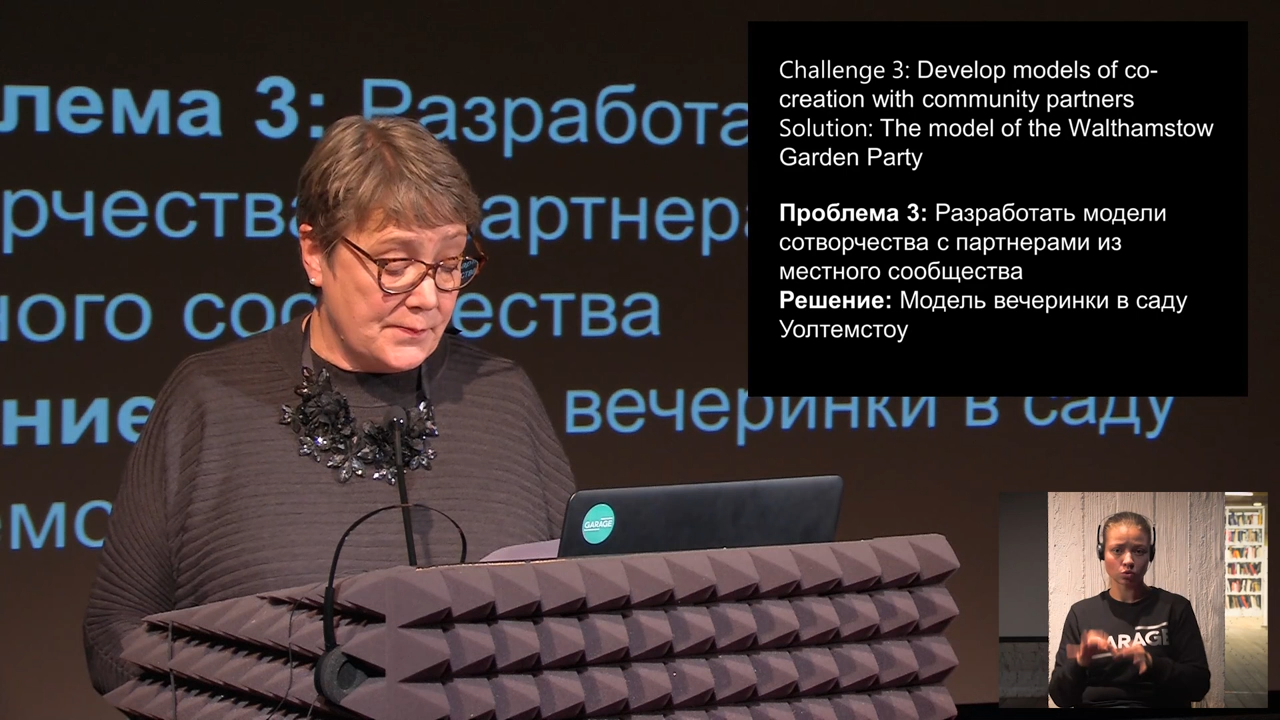 Challenge 3: Develop models of co-
creation with community partners
Solution: The model of the Walthamstow
Garden Party
Проблема 3: Разработать модели
сотворчества с партнерами из
местного сообщества
Решение: Модель вечеринки в саду
Уолтемстоу
лема 3: Разработа
рчества артнер
ного соо ества
ние вечеринки в саду
емс
GARAGE
GARAGE